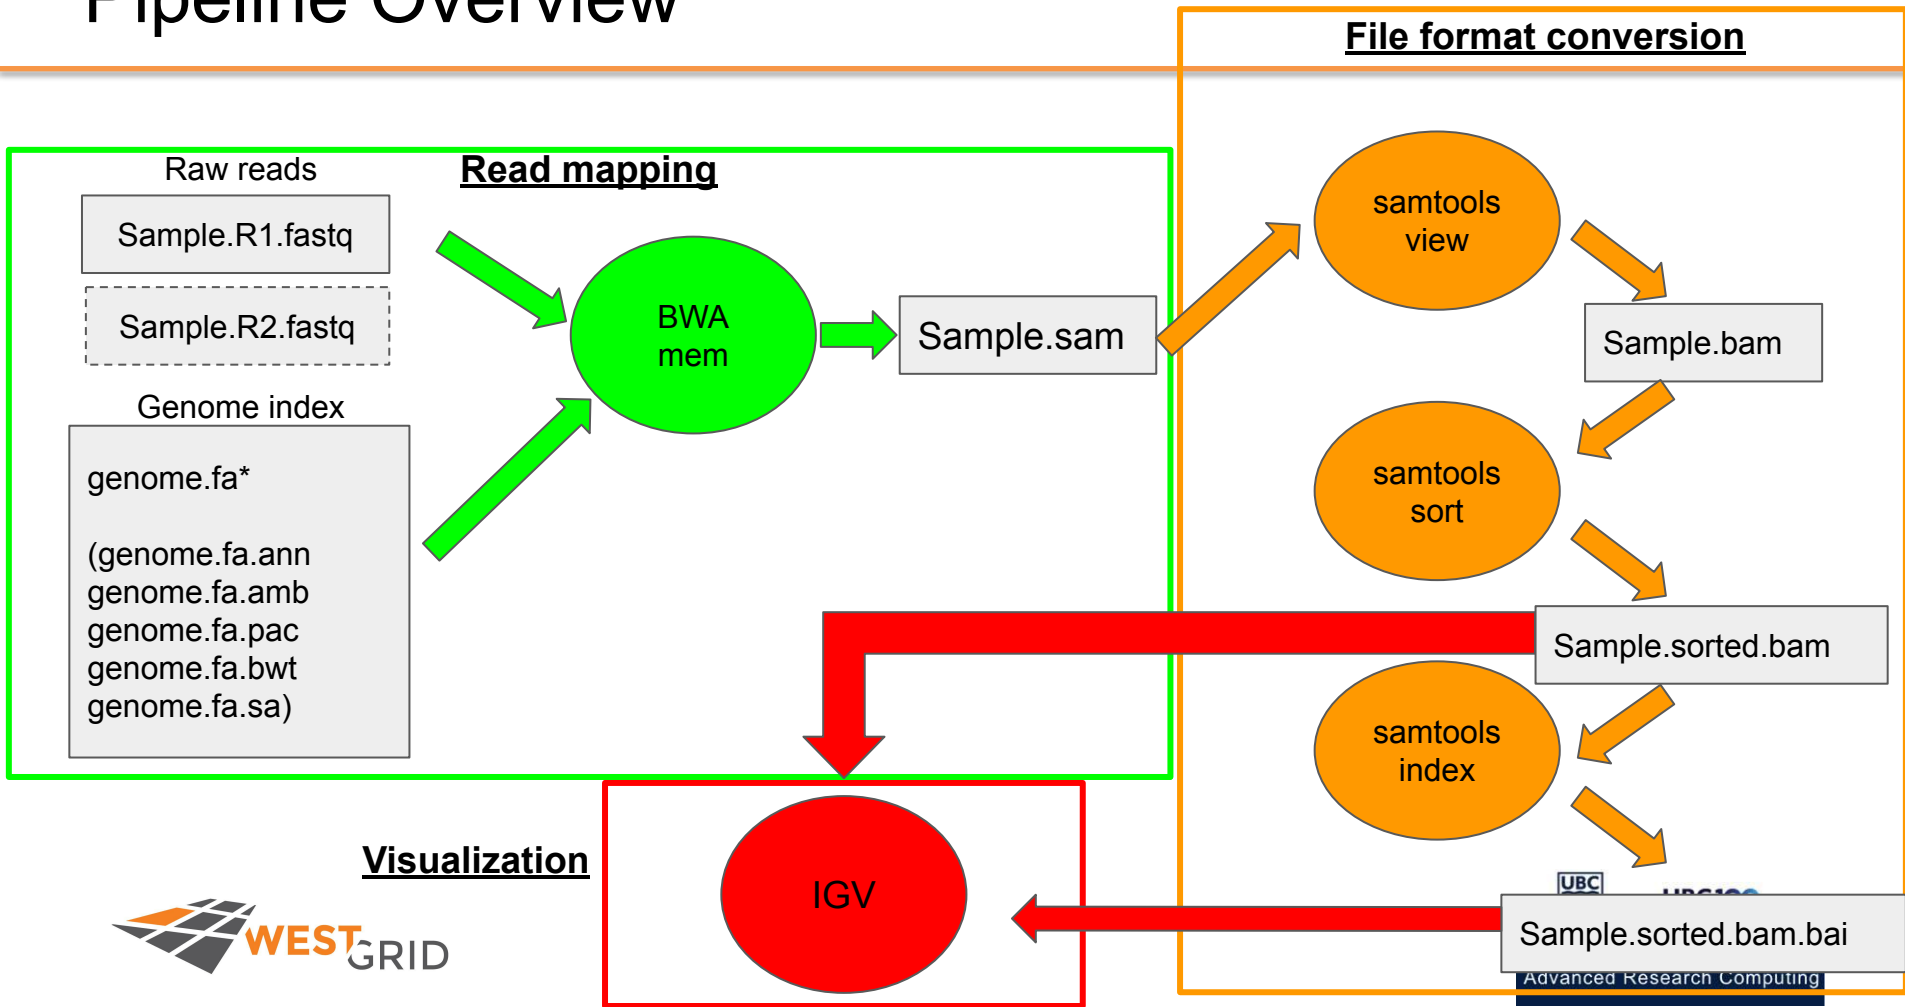 Pipeline Overview
File format conversion
Raw reads
Read mapping
Sample.R1.fastq
Sample.R2.fastq
Genome index
genome.fa*
(genome.fa.ann
genome.fa.amb
genome.fa.pac
genome.fa.bwt
genome.fa.sa)
BWA
mem
Sample.sam
samtools
view
Sample.bam
samtools
sort
Sample.sorted.bam
samtools
index
Sample.sorted.bam.bai
Visualization
IGV
WESTGRID
UBC
Advanced Research Computing